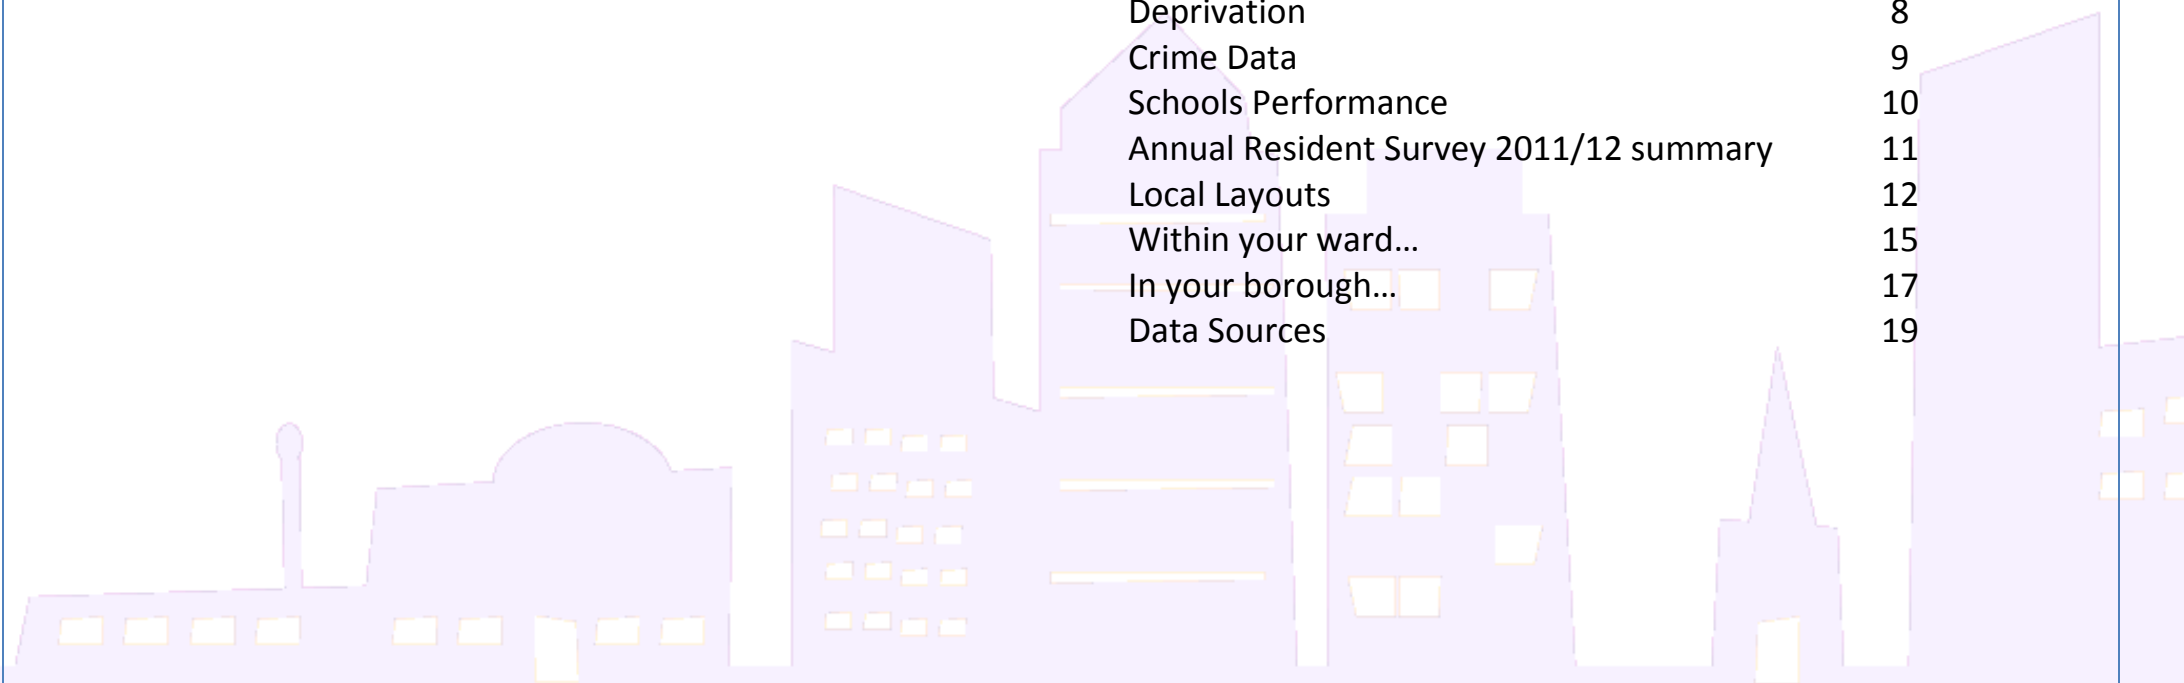 Deprivation 8
Crime Data 9
Schools Performance 10
Annual Resident Survey 2011/12 summary 11
Local Layouts 12
Within your ward… 15
In your borough… 17
Data Sources 19